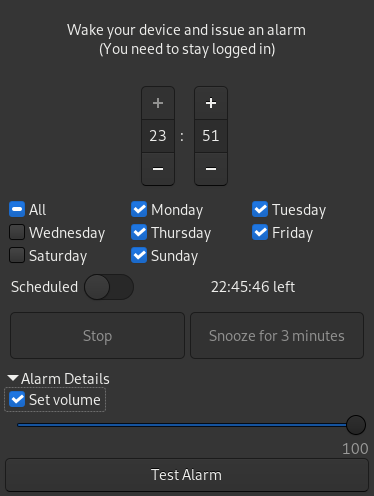 Wake your device and issue an alarm
(You need to stay logged in)
+ +
23 : 51
− −
All Monday Tuesday
Wednesday Thursday Friday
Saturday Sunday
Scheduled 22:45:46 left
Stop Snooze for 3 minutes
Alarm Details
Set volume
100
Test Alarm